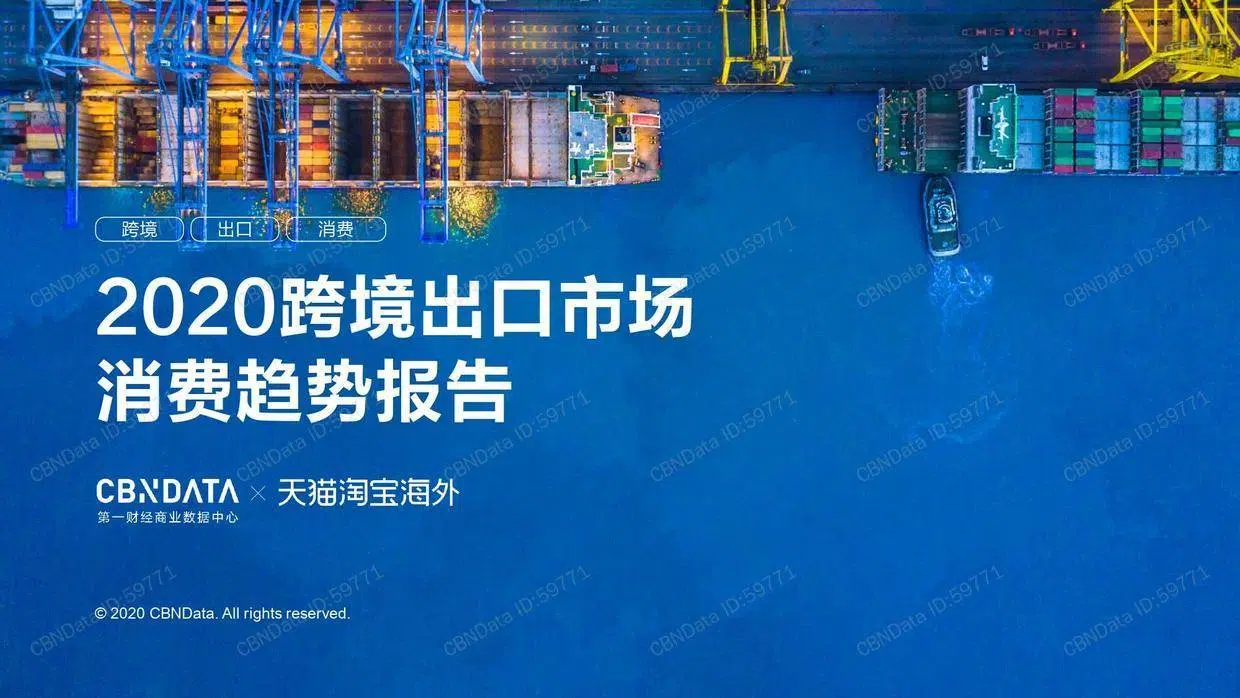 跨境 出口 消费
2020跨境出口市场
消费趋势报告
CBNDATA × 天猫淘宝海外
第一财经商业数据中心
© 2020 CBNData. All rights reserved.
CBNData ID:59771